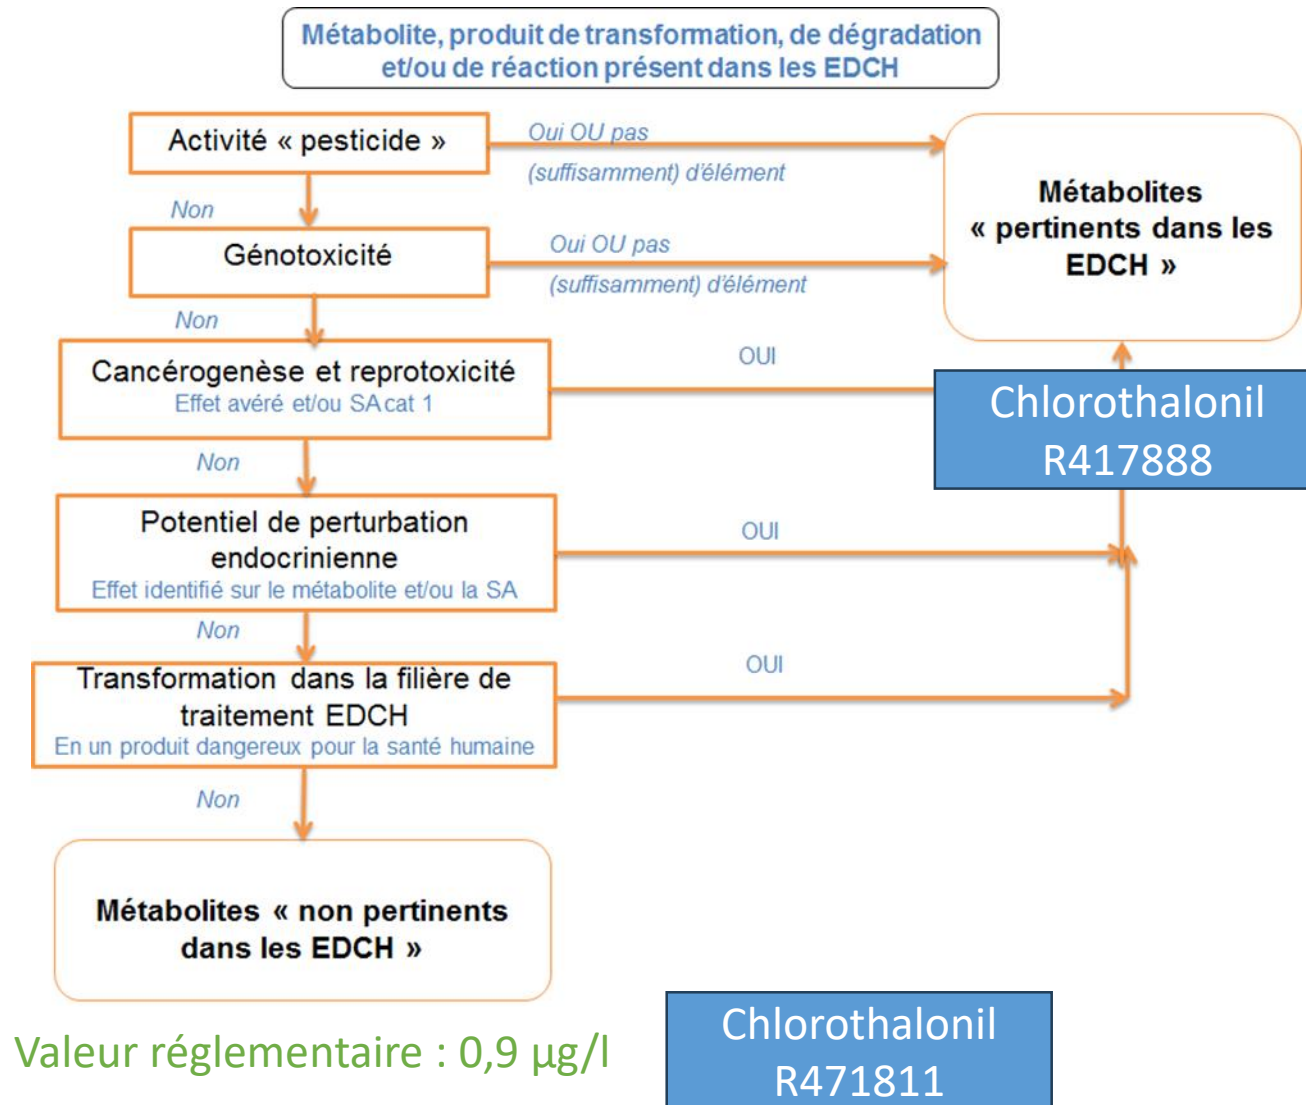 Métabolite, produit de transformation, de dégradation
et/ou de réaction présent dans les EDCH
Activité « pesticide »
Oui OU pas
(suffisamment) d'élément
Non
Génotoxicité
Oui OU pas
(suffisamment) d'élément
Métabolites
« pertinents dans les
EDCH »
Non
Cancérogenèse et reprotoxicité
Effet avéré et/ou SA cat 1
OUI
Chlorothalonil
R417888
Non
Potentiel de perturbation
endocrinienne
Effet identifié sur le métabolite et/ou la SA
OUI
Non
Transformation dans la filière de
traitement EDCH
En un produit dangereux pour la santé humaine
OUI
Non
Métabolites « non pertinents
dans les EDCH »
Valeur réglementaire : 0,9 µg/l
Chlorothalonil
R471811